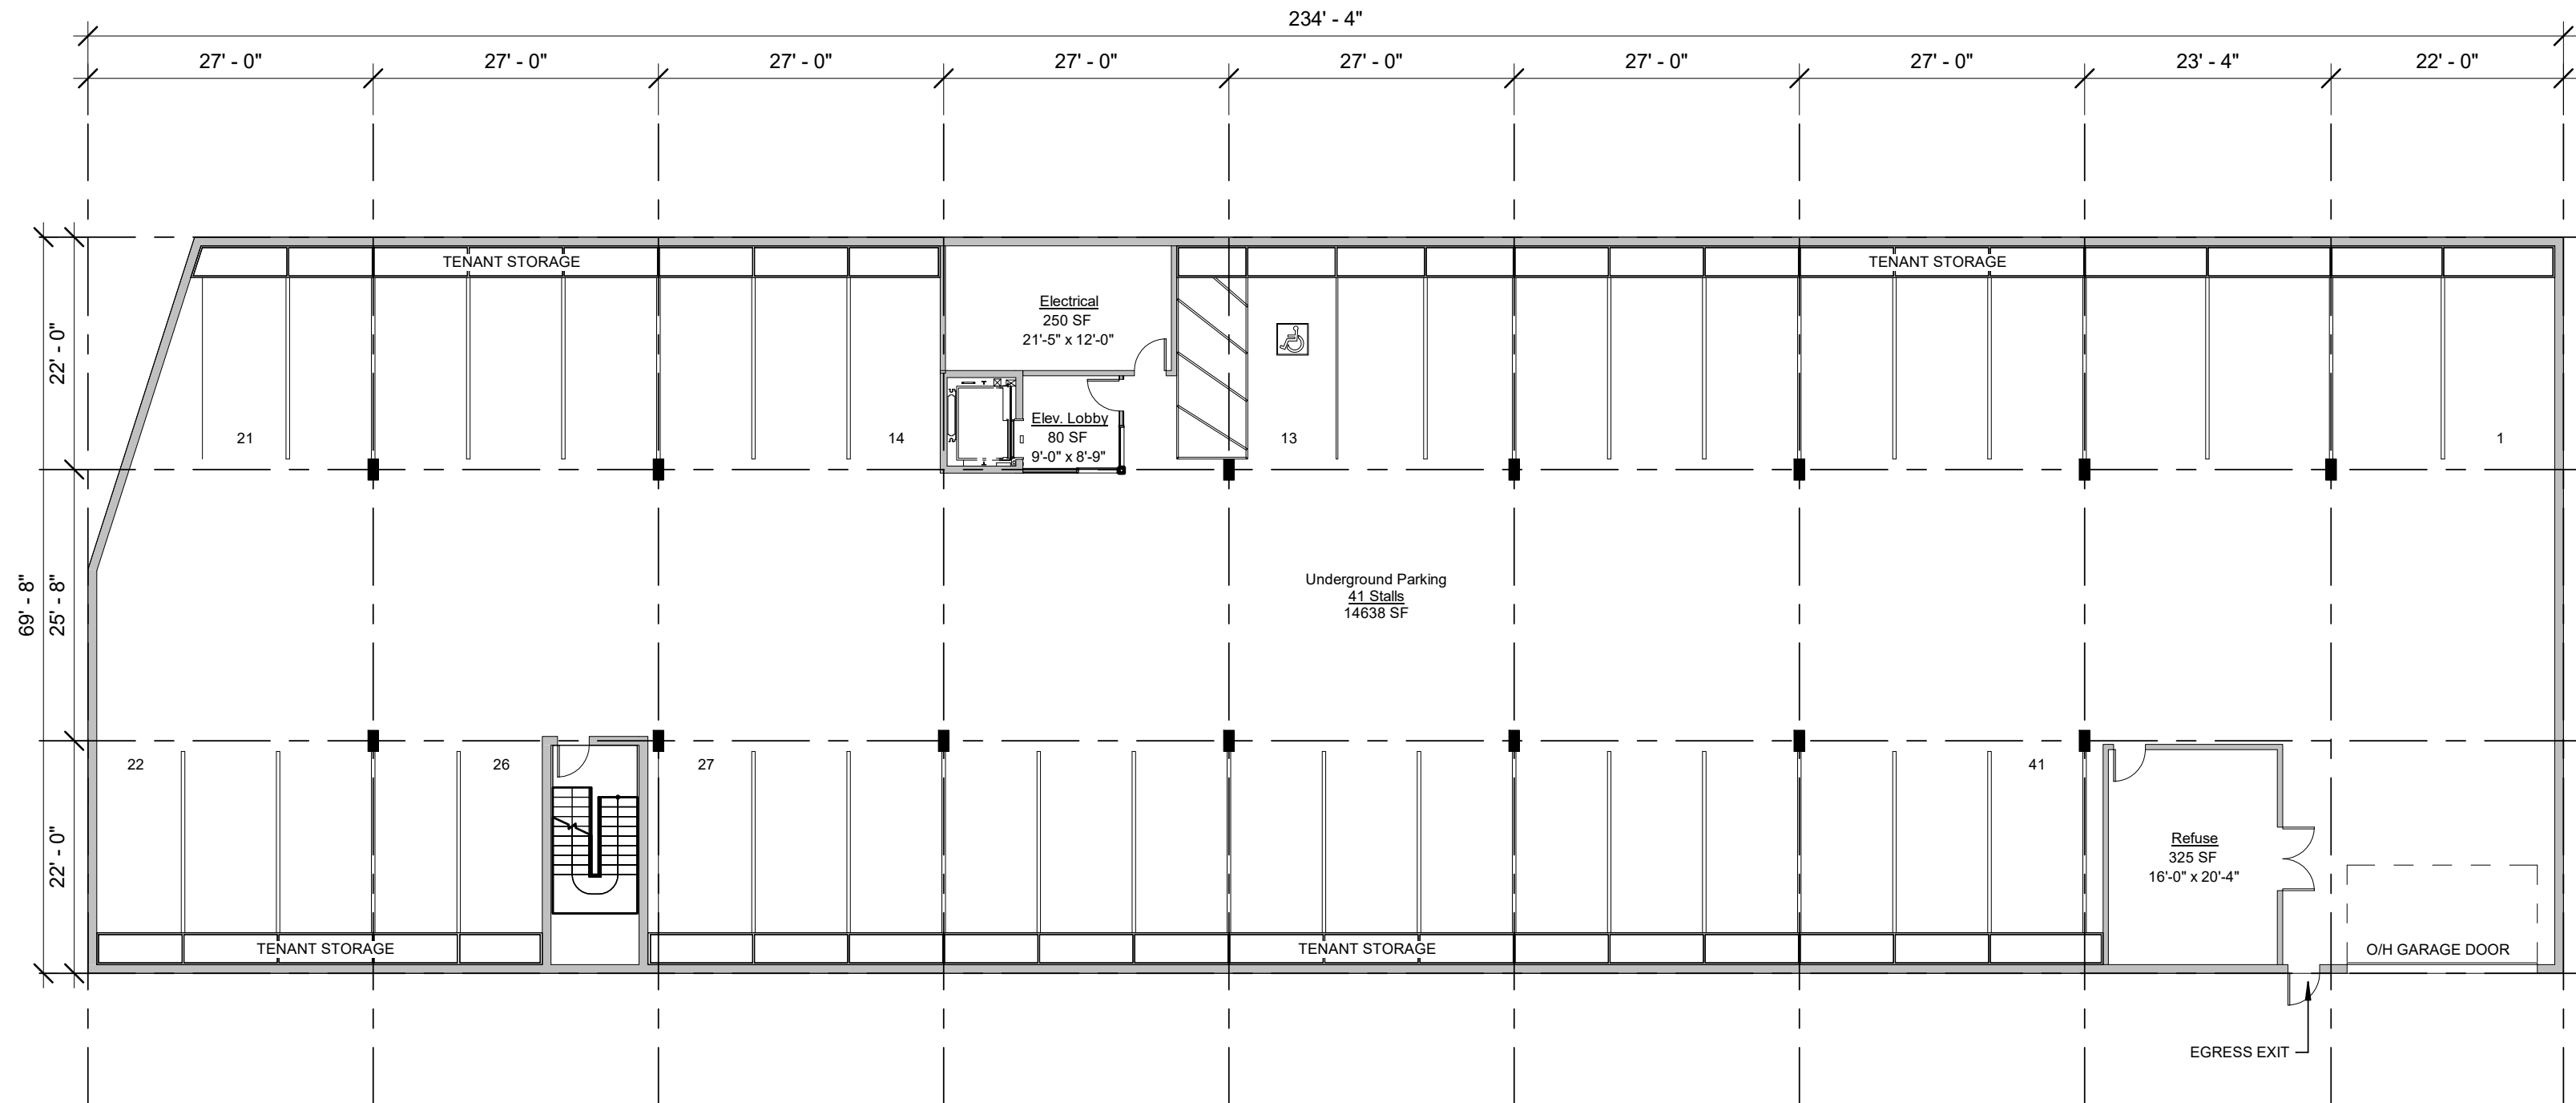 234' - 4"
27' - 0"
27' - 0"
27' - 0"
27' - 0"
27' - 0"
27' - 0"
27' - 0"
23' - 4"
22' - 0"
TENANT STORAGE
TENANT STORAGE
Electrical
250 SF
21'-5" x 12'-0"
22' - 0"
Elev. Lobby
80 SF
9'-0" x 8'-9"
21
14
13
1
69' - 8"
25' - 8"
Underground Parking
41 Stalls
14638 SF
22
26
27
41
22' - 0"
Refuse
325 SF
16'-0" x 20'-4"
TENANT STORAGE
TENANT STORAGE
O/H GARAGE DOOR
EGRESS EXIT